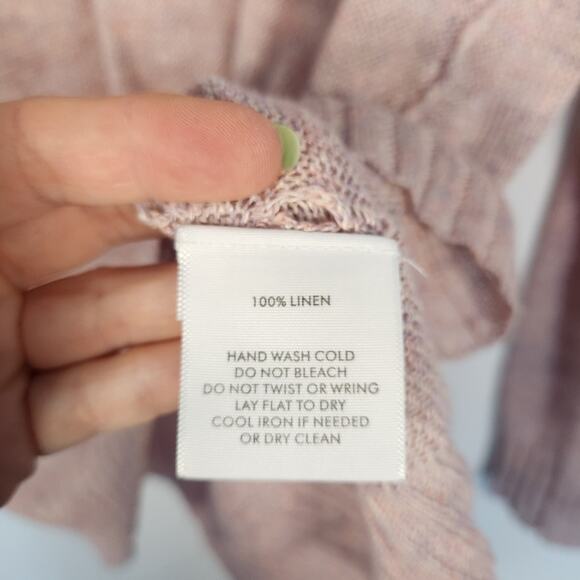 100% LINEN
HAND WASH COLD
DO NOT BLEACH
DO NOT TWIST OR WRING
LAY FLAT TO DRY
COOL IRON IF NEEDED
OR DRY CLEAN